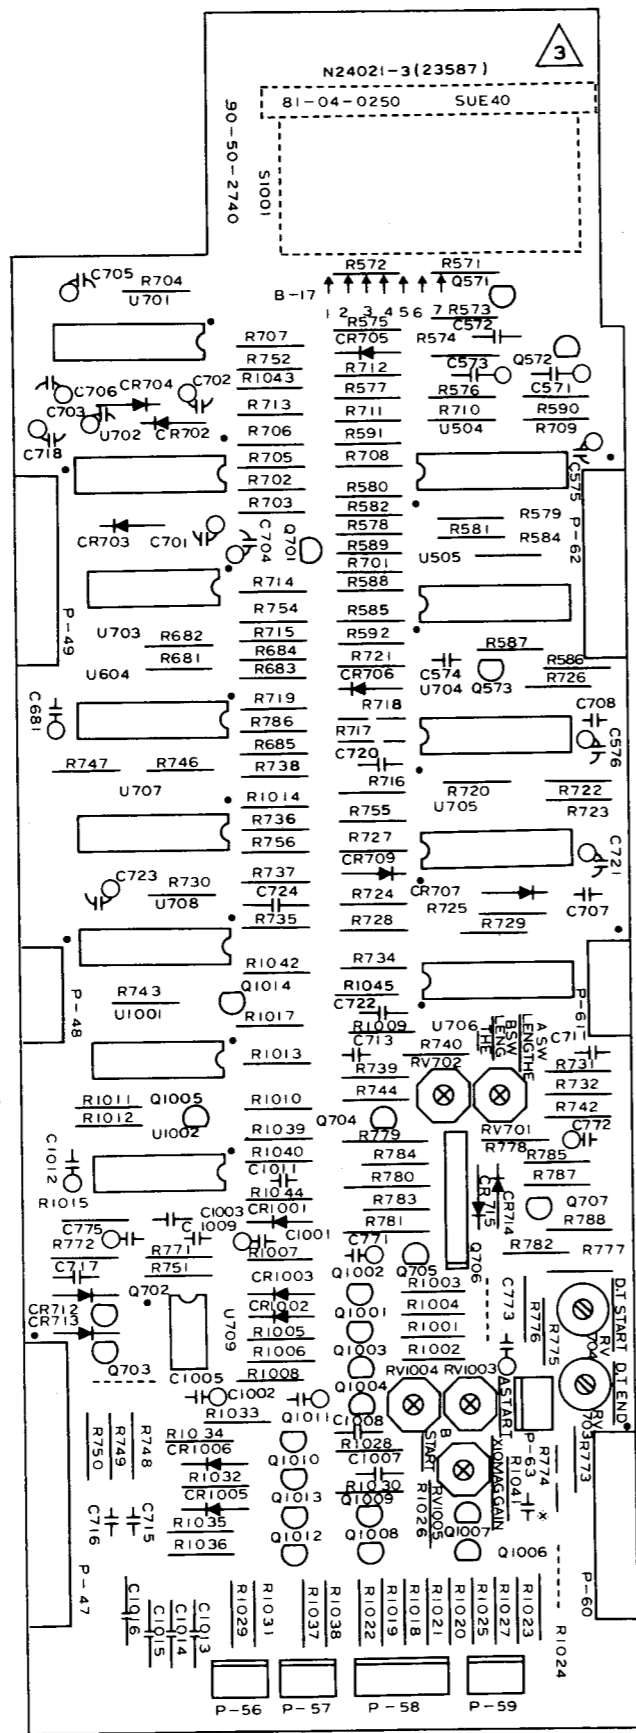 3
N24021-3(23587)
81-04-0250 SUE40
90-50-2740
S1001
R572 R571
B-17
Q571
C705 R704
U701
1 2 3 4 5 6 7 R573
R575
C572
R707 CR705 R574
R752 R712 C573 Q572
C706 CR704 C702 R1043 R577 R576 C571
C703 R713 R711 R710 R590
U702 CR702 R706 R591 U504 R709
C718 R705 R708
R702 R580 C575
R703 R582 R579
CR703 C701 C704 Q701 R578 R581 R584 P-62
R589 U505
R701
R714 R588
R754 R585
P-49 U703 R682 R715 R592 R587
R684
U604 R681 R683 R721 C574 R586
CR706 U704 Q573 R726
C681 R719 R718 C708
R786 R717
R685 C720 C576
R747 R746 R738 R716
U707 R1014 R720 R722
R736 R755 U705 R723
R756 R727
CR709 C721
C723 R730 R737 CR707
U708 C724 R724 R725 C707
R735 R728 R729
R1042 R734
R743 Q1014 R1045 P-61
P-48 U1001 C722
R1017 R1009 U706 THE LENG B.SW LENGTHE A SW C711
R1013 C713 R740
R739 RV702 R731
R744 R732
R1011 Q1005 R1010 Q704 R742
R1012 R1039 R779 RV701 C772
U1002 R778
C1012 R1040 R784 R785
C1011 R780 R787
R1015 R1044 R783 CR715 CR714 Q707
C775 C1003 CR1001 R781 R788
C1009 C1001
R772 R771 R1007 C771 R782 R777
C717 R751 Q1002 Q705 Q706
CR1003 R1003 C773
CR712 Q702 CR1002 Q1001 R1004 D.T START
CR713 U709 R1005 R1001 R776 R775 RV704
R1006 Q1003 R1002
Q703 R1008 RV1004 RV1003 D.T END
C1005 C1002 Q1004 A START
R1033 Q1011 C1008 RV703
R750 R749 R748 R1034 R1028 B START P-63 R773
CR1006 Q1010 C1007 X10MAG GAIN R774
R1032 R1030 R1041
CR1005 Q1013 Q1009 R1026 RV1005 *
C716 C715 R1035 Q1007
R1036 Q1012 Q1008 Q1006
P-47 P-60
C1016 C1015 C1014 C1013 R1029 R1031 R1037 R1038 R1022 R1019 R1018 R1021 R1020 R1025 R1027 R1023 R1024
P-56 P-57 P-58 P-59